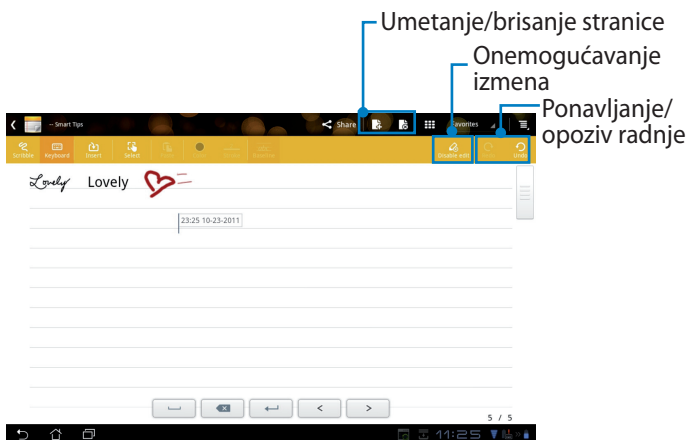 Umetanje/brisanje stranice
Onemogućavanje
izmena
Ponavljanje/
opoziv radnje
-- Smart Tips
Share
Favorites
Scribble Keyboard Insert Select Disable edit Undo
Lovely Lovely
23:25 10-23-2011
5 / 5
11:25